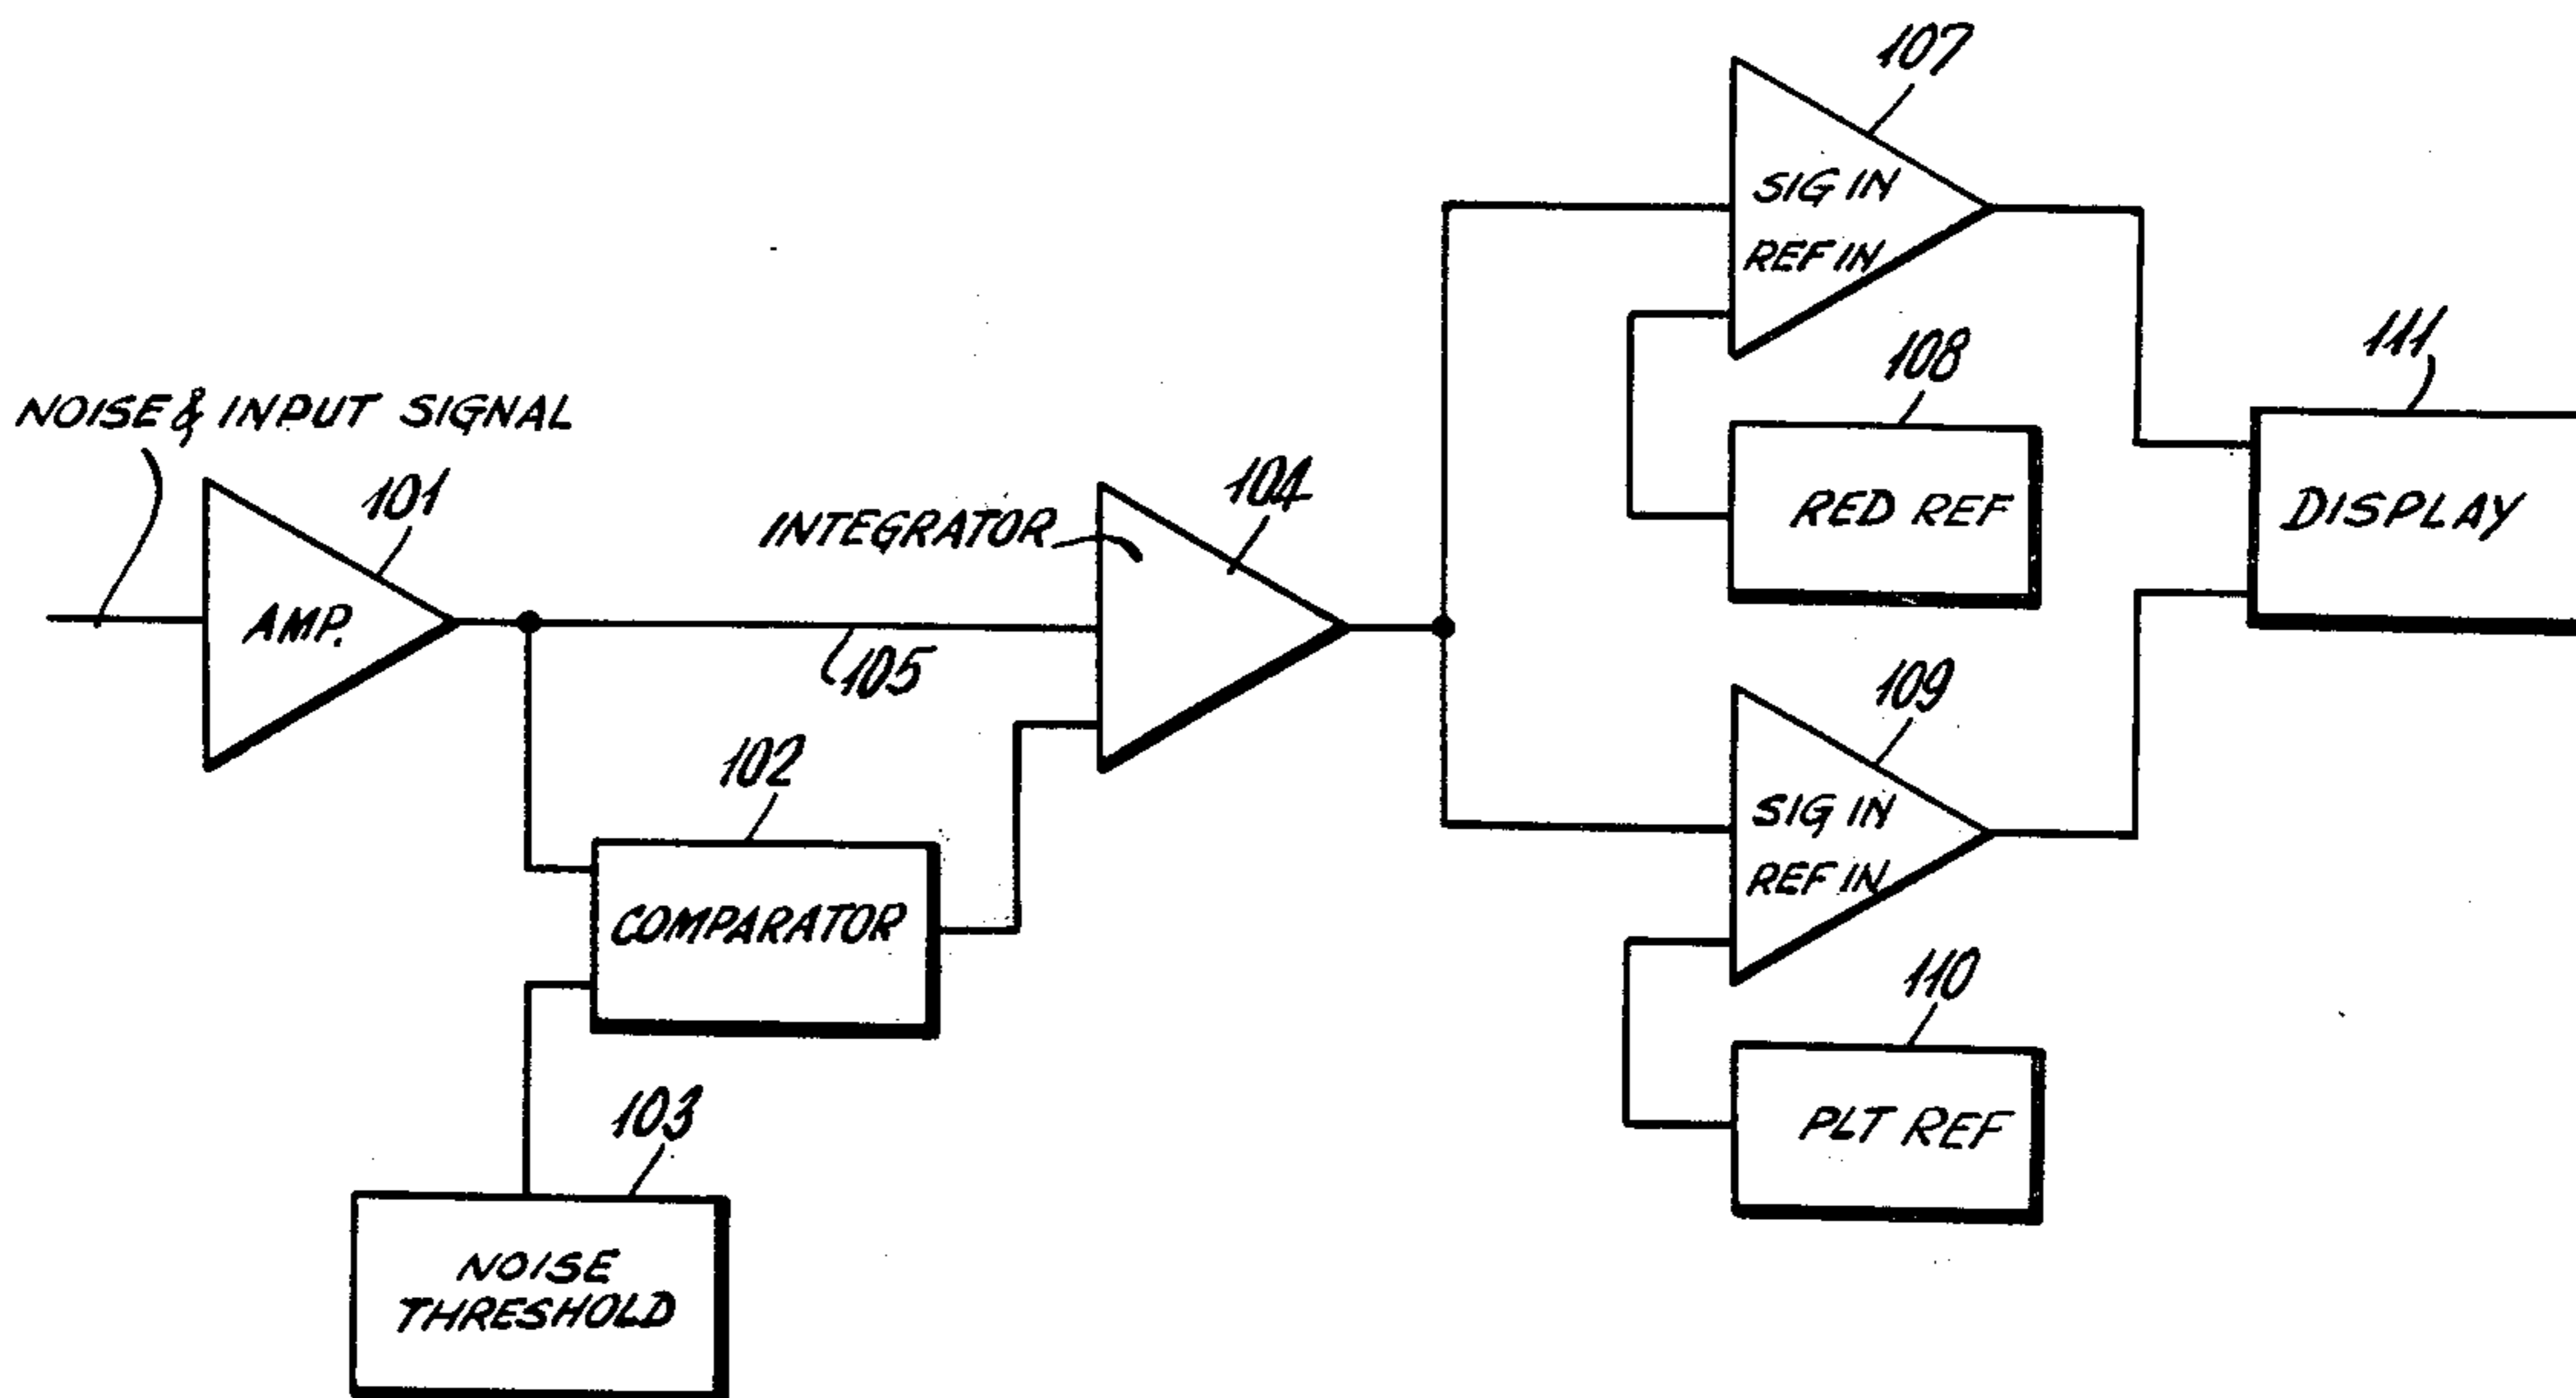 107
SIG IN
REF IN
108
RED REF
111
DISPLAY
NOISE & INPUT SIGNAL
101
AMP.
INTEGRATOR
104
105
102
COMPARATOR
103
NOISE
THRESHOLD
109
SIG IN
REF IN
110
PLT REF